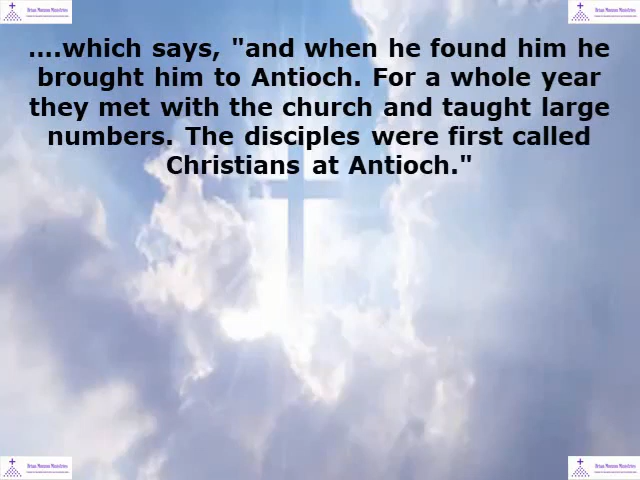 ....which says, "and when he found him he
brought him to Antioch. For a whole year
they met with the church and taught large
numbers. The disciples were first called
Christians at Antioch."